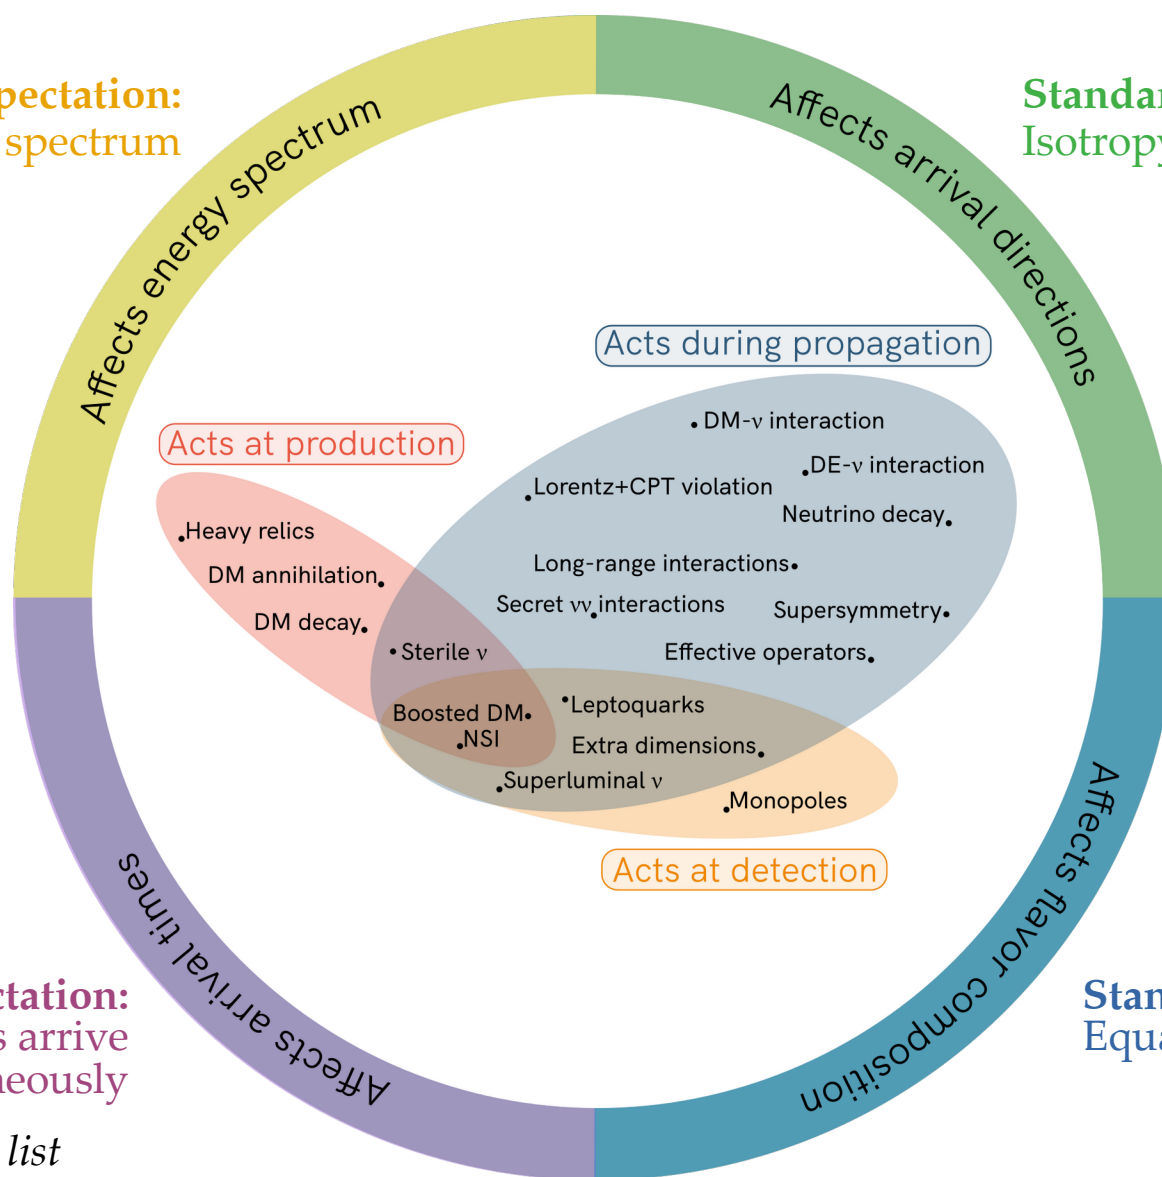 pectation:
spectrum
Standar
Isotropy
Affects energy spectrum
Affects arrival directions
Acts during propagation
DM-ν interaction
DE-ν interaction
Lorentz+CPT violation
Neutrino decay
Acts at production
Heavy relics
DM annihilation
DM decay
Long-range interactions
Secret νν interactions
Supersymmetry
Sterile ν
Effective operators
Boosted DM
NSI
Leptoquarks
Extra dimensions
Superluminal ν
Monopoles
Acts at detection
Affects arrival times
Affects flavor composition
ctation:
s arrive
neously
list
Stan
Equa